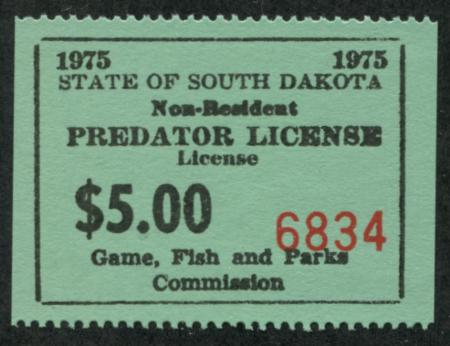 1975 1975
STATE OF SOUTH DAKOTA
Non-Resident
PREDATOR LICENSE
License
$5.00
6834
Game, Fish and Parks
Commission